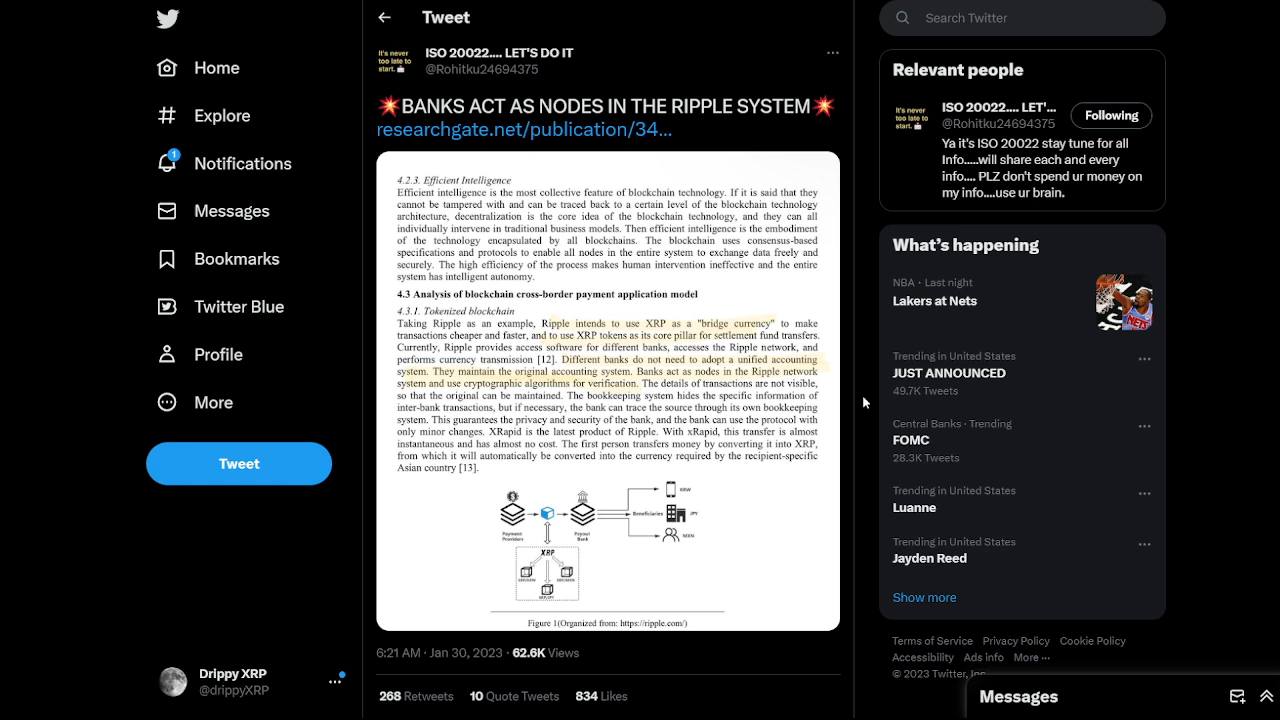 Home
Explore
1
Notifications
Messages
Bookmarks
Twitter Blue
Profile
More
Tweet
Drippy XRP
@drippyXRP
Tweet
It's never
too late to
start.
ISO 20022.... LET'S DO IT
@Rohitku24694375
💥BANKS ACT AS NODES IN THE RIPPLE SYSTEM💥
researchgate.net/publication/34...
4.2.3. Efficient Intelligence
Efficient intelligence is the most collective feature of blockchain technology. If it is said that they
cannot be tampered with and can be traced back to a certain level of the blockchain technology
architecture, decentralization is the core idea of the blockchain technology, and they can all
individually intervene in traditional business models. Then efficient intelligence is the embodiment
of the technology encapsulated by all blockchains. The blockchain uses consensus-based
specifications and protocols to enable all nodes in the entire system to exchange data freely and
securely. The high efficiency of the process makes human intervention ineffective and the entire
system has intelligent autonomy.
4.3 Analysis of blockchain cross-border payment application model
4.3.1. Tokenized blockchain
Taking Ripple as an example, Ripple intends to use XRP as a "bridge currency" to make
transactions cheaper and faster, and to use XRP tokens as its core pillar for settlement fund transfers.
Currently, Ripple provides access software for different banks, accesses the Ripple network, and
performs currency transmission [12]. Different banks do not need to adopt a unified accounting
system. They maintain the original accounting system. Banks act as nodes in the Ripple network
system and use cryptographic algorithms for verification. The details of transactions are not visible,
so that the original can be maintained. The bookkeeping system hides the specific information of
inter-bank transactions, but if necessary, the bank can trace the source through its own bookkeeping
system. This guarantees the privacy and security of the bank, and the bank can use the protocol with
only minor changes. XRapid is the latest product of Ripple. With xRapid, this transfer is almost
instantaneous and has almost no cost. The first person transfers money by converting it into XRP,
from which it will automatically be converted into the currency required by the recipient-specific
Asian country [13].
Payment
Providers
Payout
Bank
Beneficiaries
KRW
JPY
MXN
XRP
XRP/JPY
Figure 1(Organized from: https://ripple.com/)
6:21 AM · Jan 30, 2023 · 62.6K Views
268 Retweets 10 Quote Tweets 834 Likes
Search Twitter
Relevant people
It's never
too late to
start.
ISO 20022.... LET'...
@Rohitku24694375
Following
Ya it's ISO 20022 stay tune for all
Info.....will share each and every
info.... PLZ don't spend ur money on
my info....use ur brain.
What's happening
NBA · Last night
Lakers at Nets
Trending in United States
JUST ANNOUNCED
49.7K Tweets
Central Banks · Trending
FOMC
28.3K Tweets
Trending in United States
Luanne
Trending in United States
Jayden Reed
Show more
Terms of Service Privacy Policy Cookie Policy
Accessibility Ads info More ···
© 2023 Twitter, Inc.
Messages